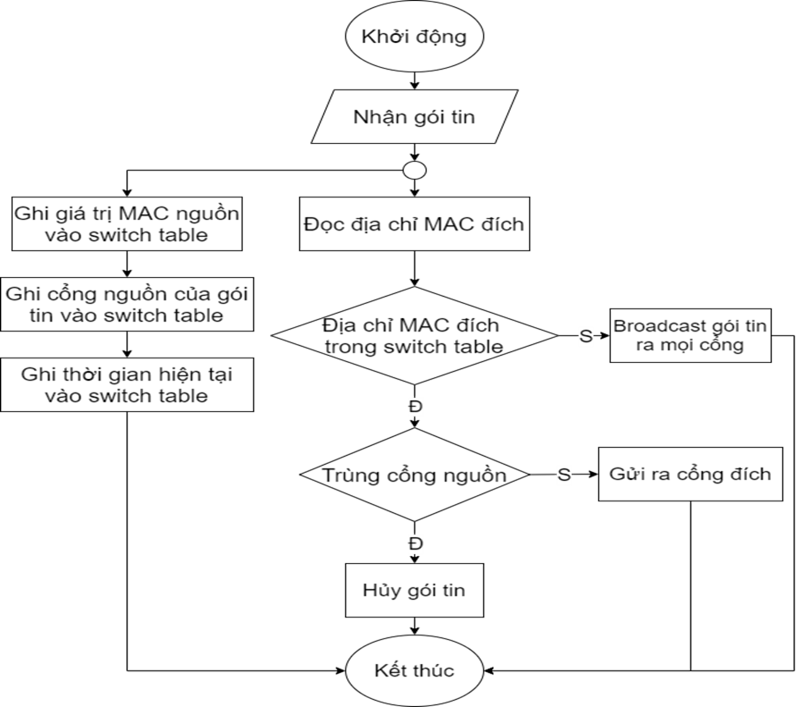 Khởi động
Nhận gói tin
Ghi giá trị MAC nguồn
vào switch table
Đọc địa chỉ MAC đích
Ghi cổng nguồn của gói
tin vào switch table
Địa chỉ MAC đích
trong switch table
S
Broadcast gói tin
ra mọi cổng
Ghi thời gian hiện tại
vào switch table
Đ
Trùng cổng nguồn
S
Gửi ra cổng đích
Đ
Hủy gói tin
Kết thúc